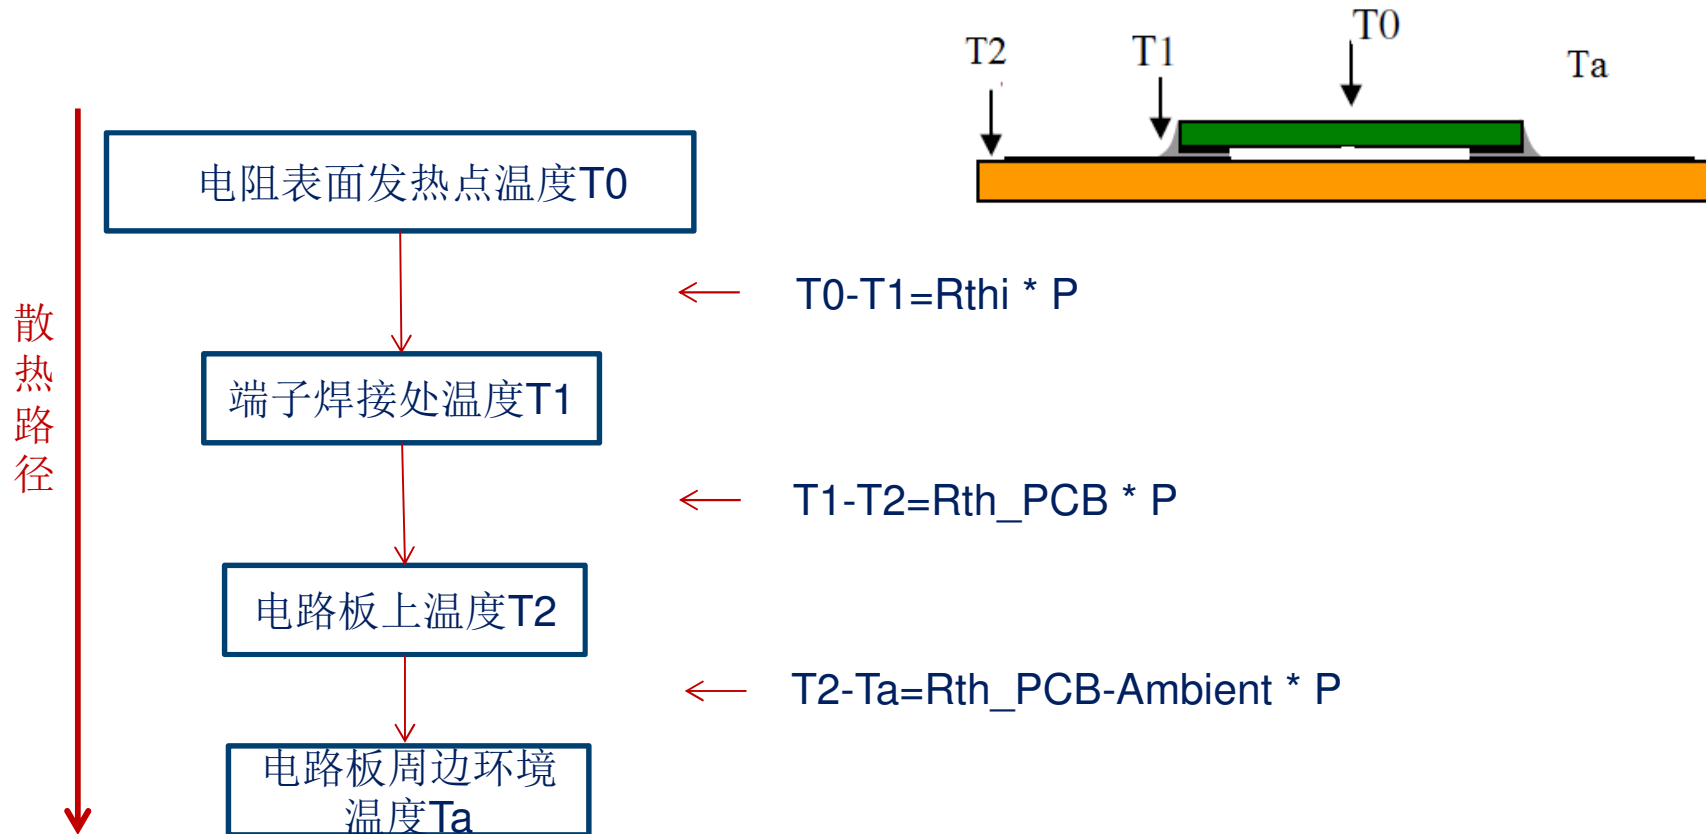 T0
T2
T1
Ta
电阻表面发热点温度T0
T0-T1=Rthi * P
散
热
路
径
端子焊接处温度T1
T1-T2=Rth_PCB * P
电路板上温度T2
T2-Ta=Rth_PCB-Ambient * P
电路板周边环境
温度Ta